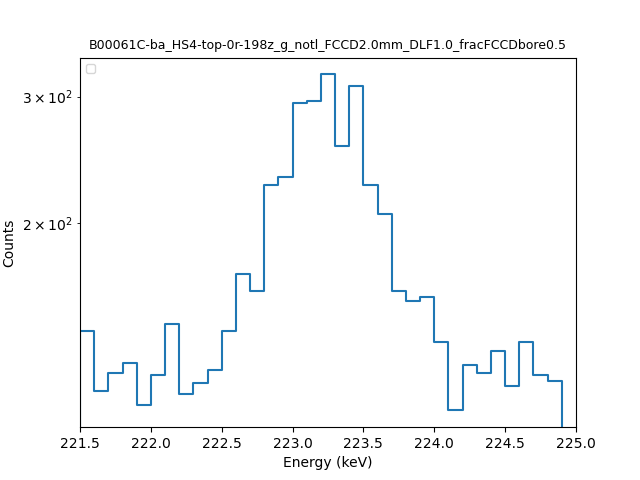 B00061C-ba_HS4-top-0r-198z_g_notl_FCCD2.0mm_DLF1.0_fracFCCDbore0.5
3 × 10²
2 × 10²
Counts
221.5 222.0 222.5 223.0 223.5 224.0 224.5 225.0
Energy (keV)